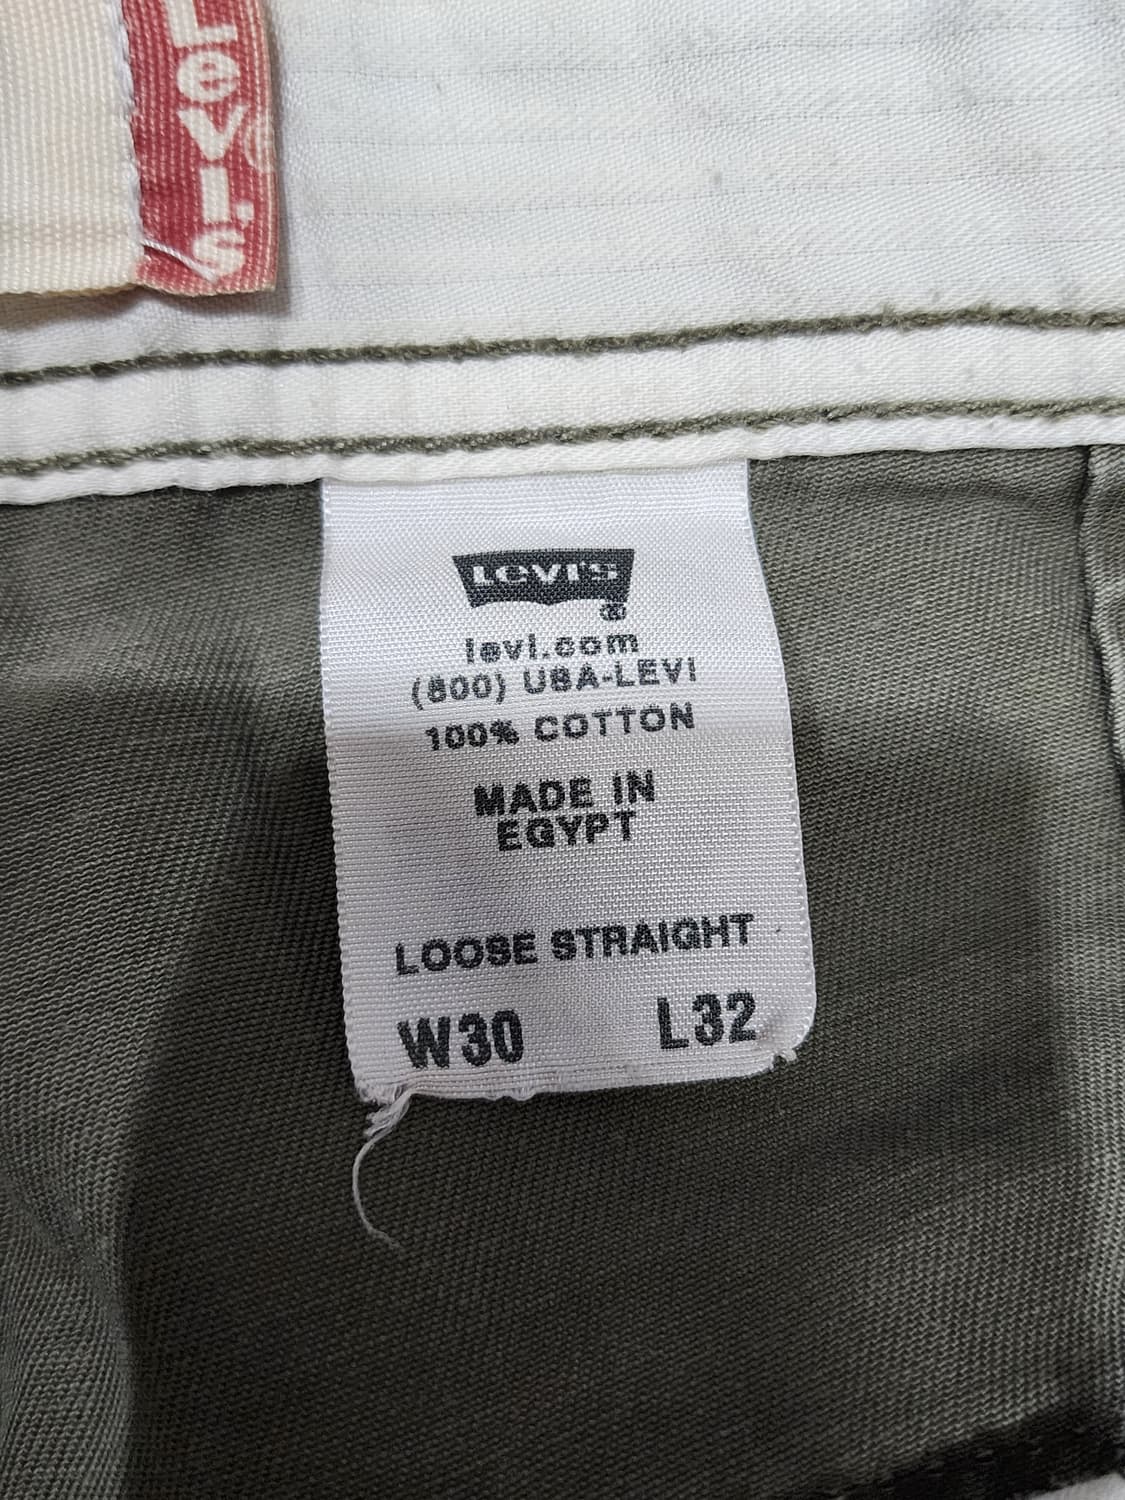 Levi's
LEVI'S
®
levi.com
(800) USA-LEVI
100% COTTON
MADE IN
EGYPT
LOOSE STRAIGHT
W30 L32